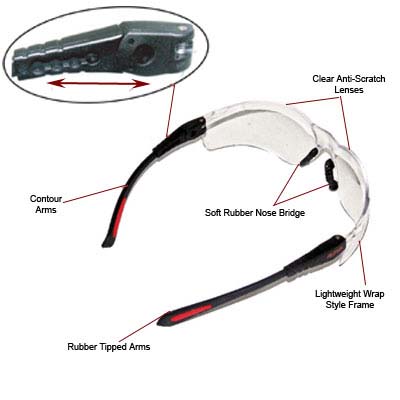 Clear Anti-Scratch
Lenses
Contour
Arms
Soft Rubber Nose Bridge
Lightweight Wrap
Style Frame
Rubber Tipped Arms